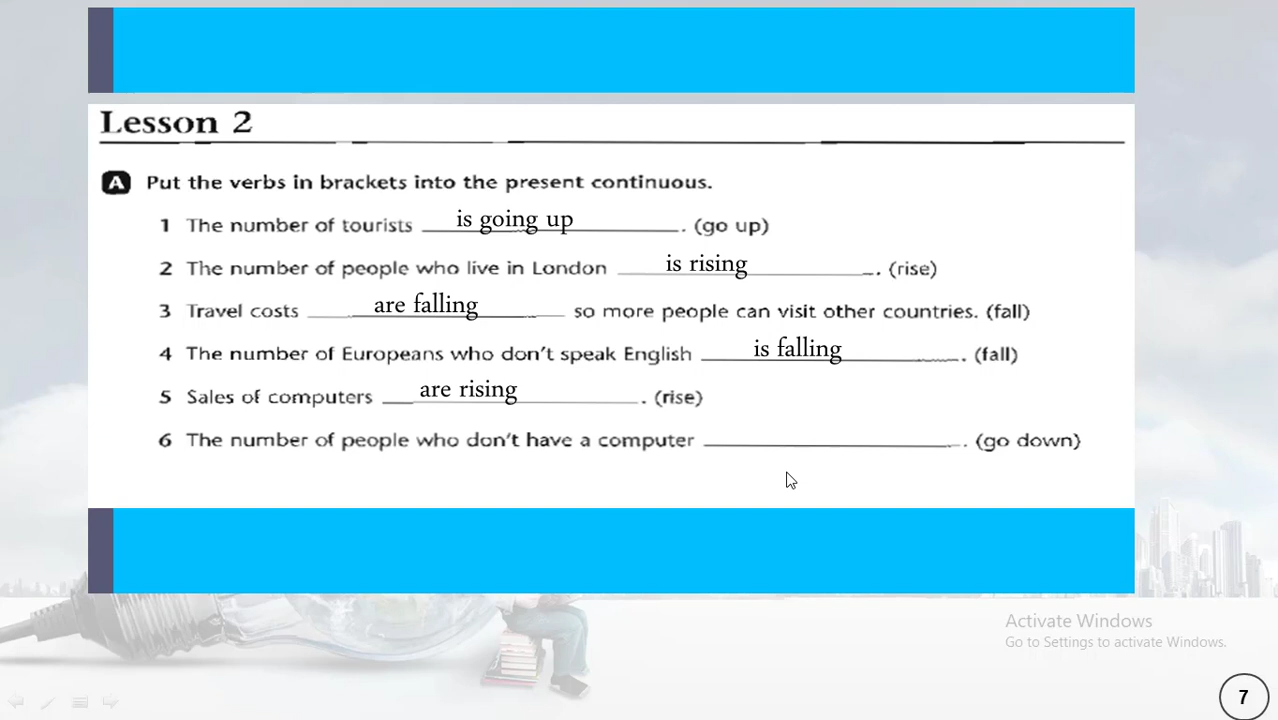 Lesson 2
A Put the verbs in brackets into the present continuous.
1 The number of tourists is going up. (go up)
2 The number of people who live in London is rising. (rise)
3 Travel costs are falling so more people can visit other countries. (fall)
4 The number of Europeans who don't speak English is falling. (fall)
5 Sales of computers are rising. (rise)
6 The number of people who don't have a computer ____________. (go down)
Activate Windows
Go to Settings to activate Windows.
7